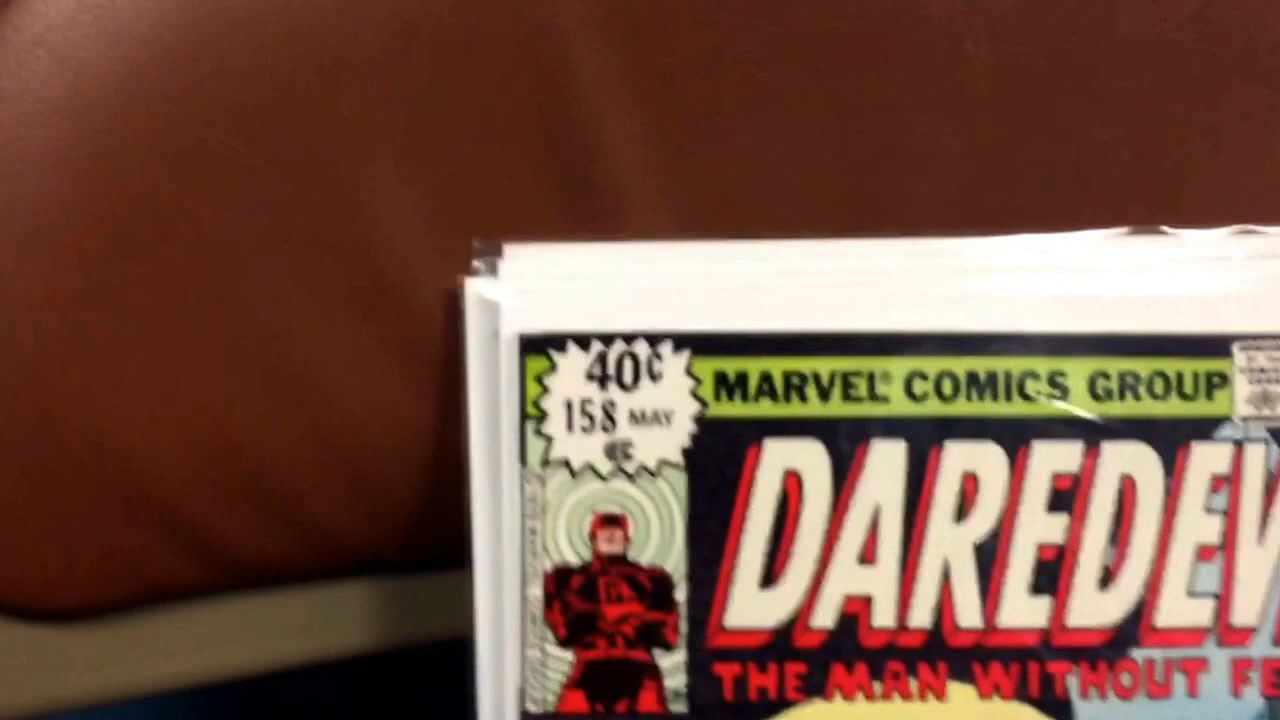 40¢
158 MAY
MARVEL® COMICS GROUP
DAREDEV
THE MAN WITHOUT FE